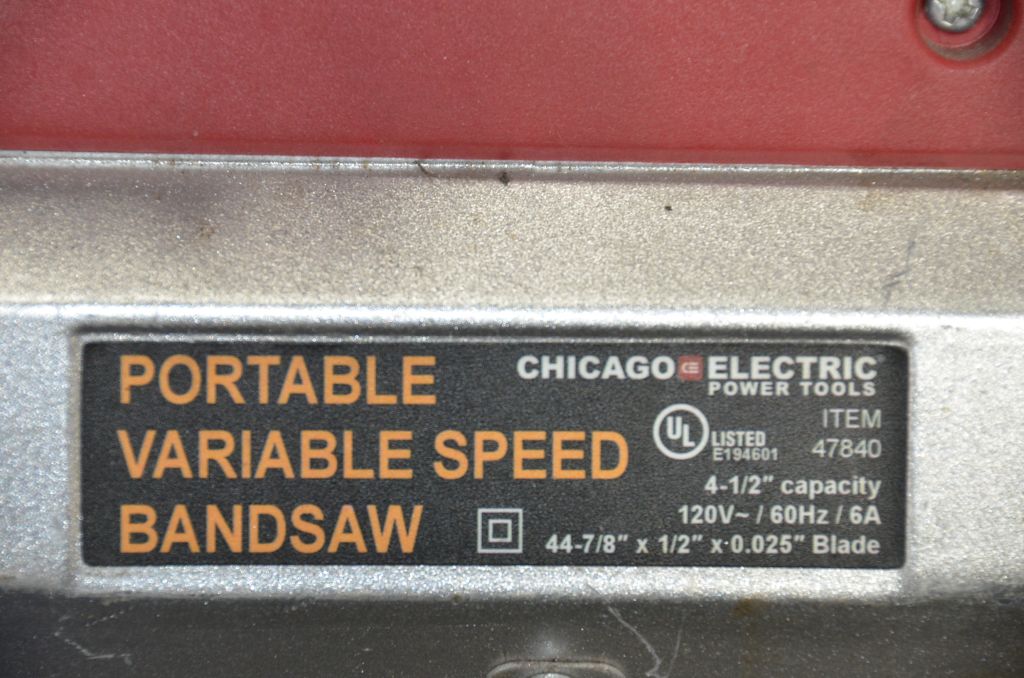 PORTABLE
VARIABLE SPEED
BANDSAW
CHICAGO CE ELECTRIC
POWER TOOLS
UL LISTED
E194601
ITEM
47840
4-1/2" capacity
120V~ / 60Hz / 6A
44-7/8" x 1/2" x 0.025" Blade